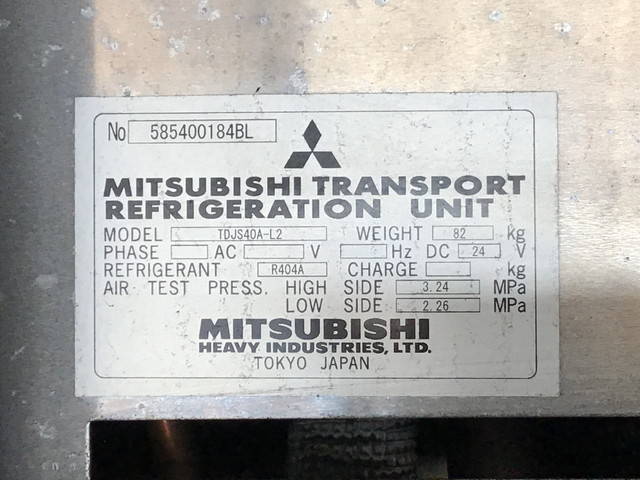 No 585400184BL
MITSUBISHI TRANSPORT
REFRIGERATION UNIT
MODEL TDJS40A-L2 WEIGHT 82 kg
PHASE AC V Hz DC 24 V
REFRIGERANT R404A CHARGE kg
AIR TEST PRESS. HIGH SIDE 3.24 MPa
LOW SIDE 2.26 MPa
MITSUBISHI
HEAVY INDUSTRIES, LTD.
TOKYO JAPAN